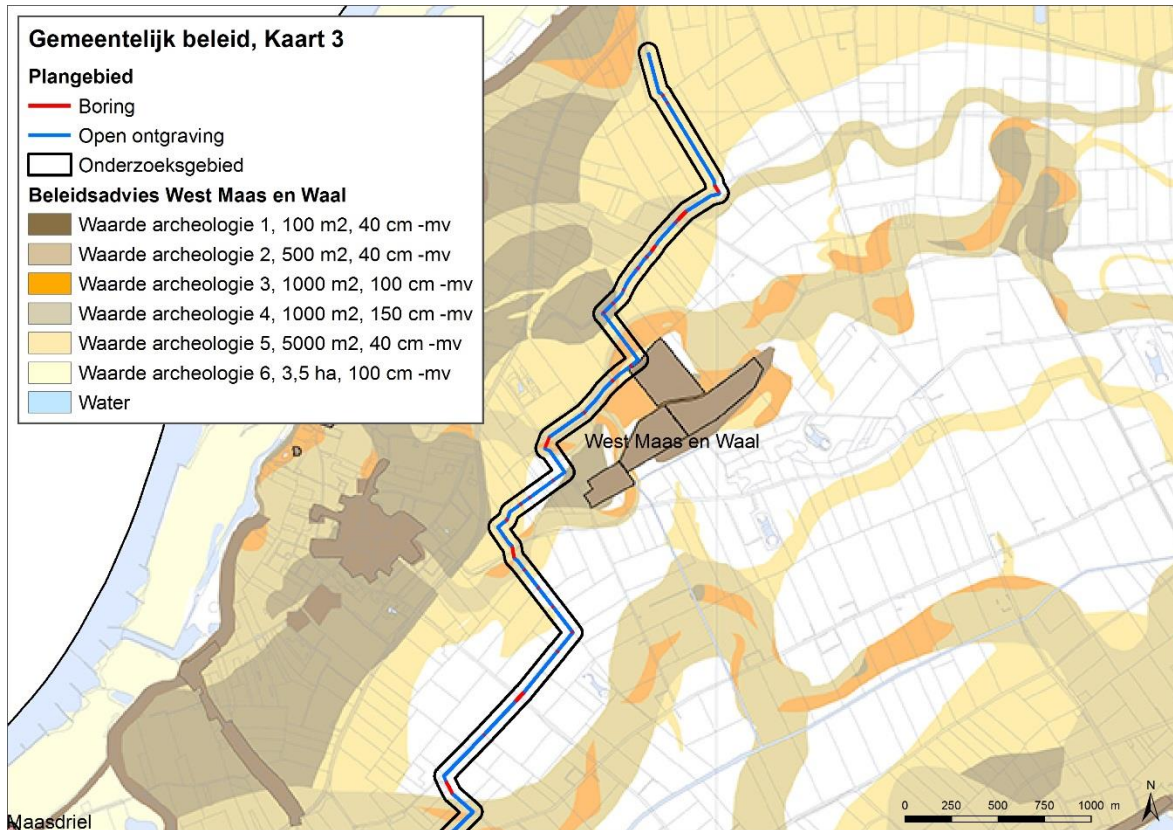 Gemeentelijk beleid, Kaart 3
Plangebied
Boring
Open ontgraving
Onderzoeksgebied
Beleidsadvies West Maas en Waal
Waarde archeologie 1, 100 m2, 40 cm -mv
Waarde archeologie 2, 500 m2, 40 cm -mv
Waarde archeologie 3, 1000 m2, 100 cm -mv
Waarde archeologie 4, 1000 m2, 150 cm -mv
Waarde archeologie 5, 5000 m2, 40 cm -mv
Waarde archeologie 6, 3,5 ha, 100 cm -mv
Water
West Maas en Waal
Maasdriel
0 250 500 750 1000 m
N